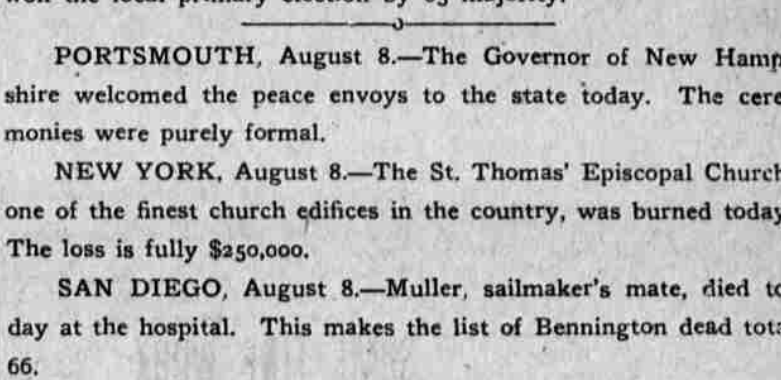 PORTSMOUTH, August 8.—The Governor of New Hamp
shire welcomed the peace envoys to the state today. The cere
monies were purely formal.
NEW YORK, August 8.—The St. Thomas' Episcopal Church
one of the finest church edifices in the country, was burned today
The loss is fully $250,000.
SAN DIEGO, August 8.—Muller, sailmaker's mate, died to
day at the hospital. This makes the list of Bennington dead tota
66.